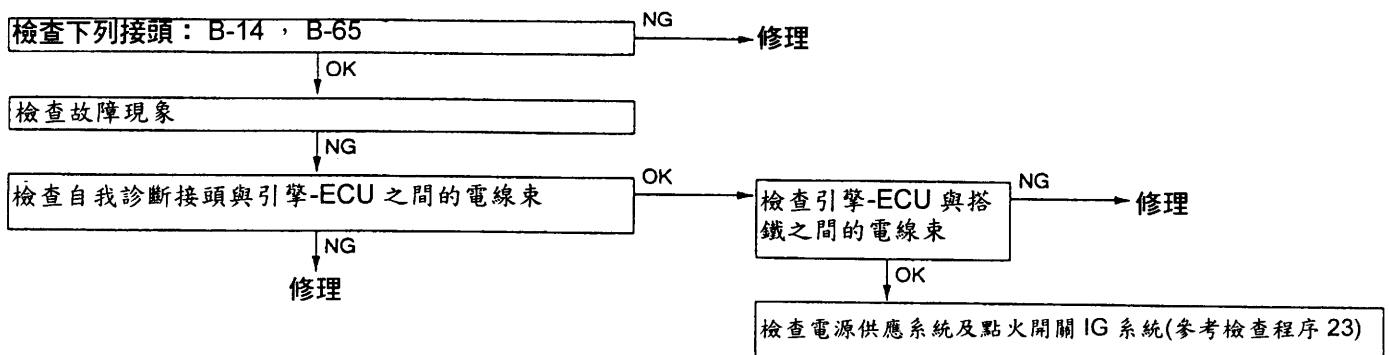 檢查下列接頭： B-14 ， B-65
NG
修理
OK
檢查故障現象
NG
檢查自我診斷接頭與引擎-ECU 之間的電線束
OK
檢查引擎-ECU 與搭
鐵之間的電線束
NG
修理
NG
修理
OK
檢查電源供應系統及點火開關 IG 系統(參考檢查程序 23)